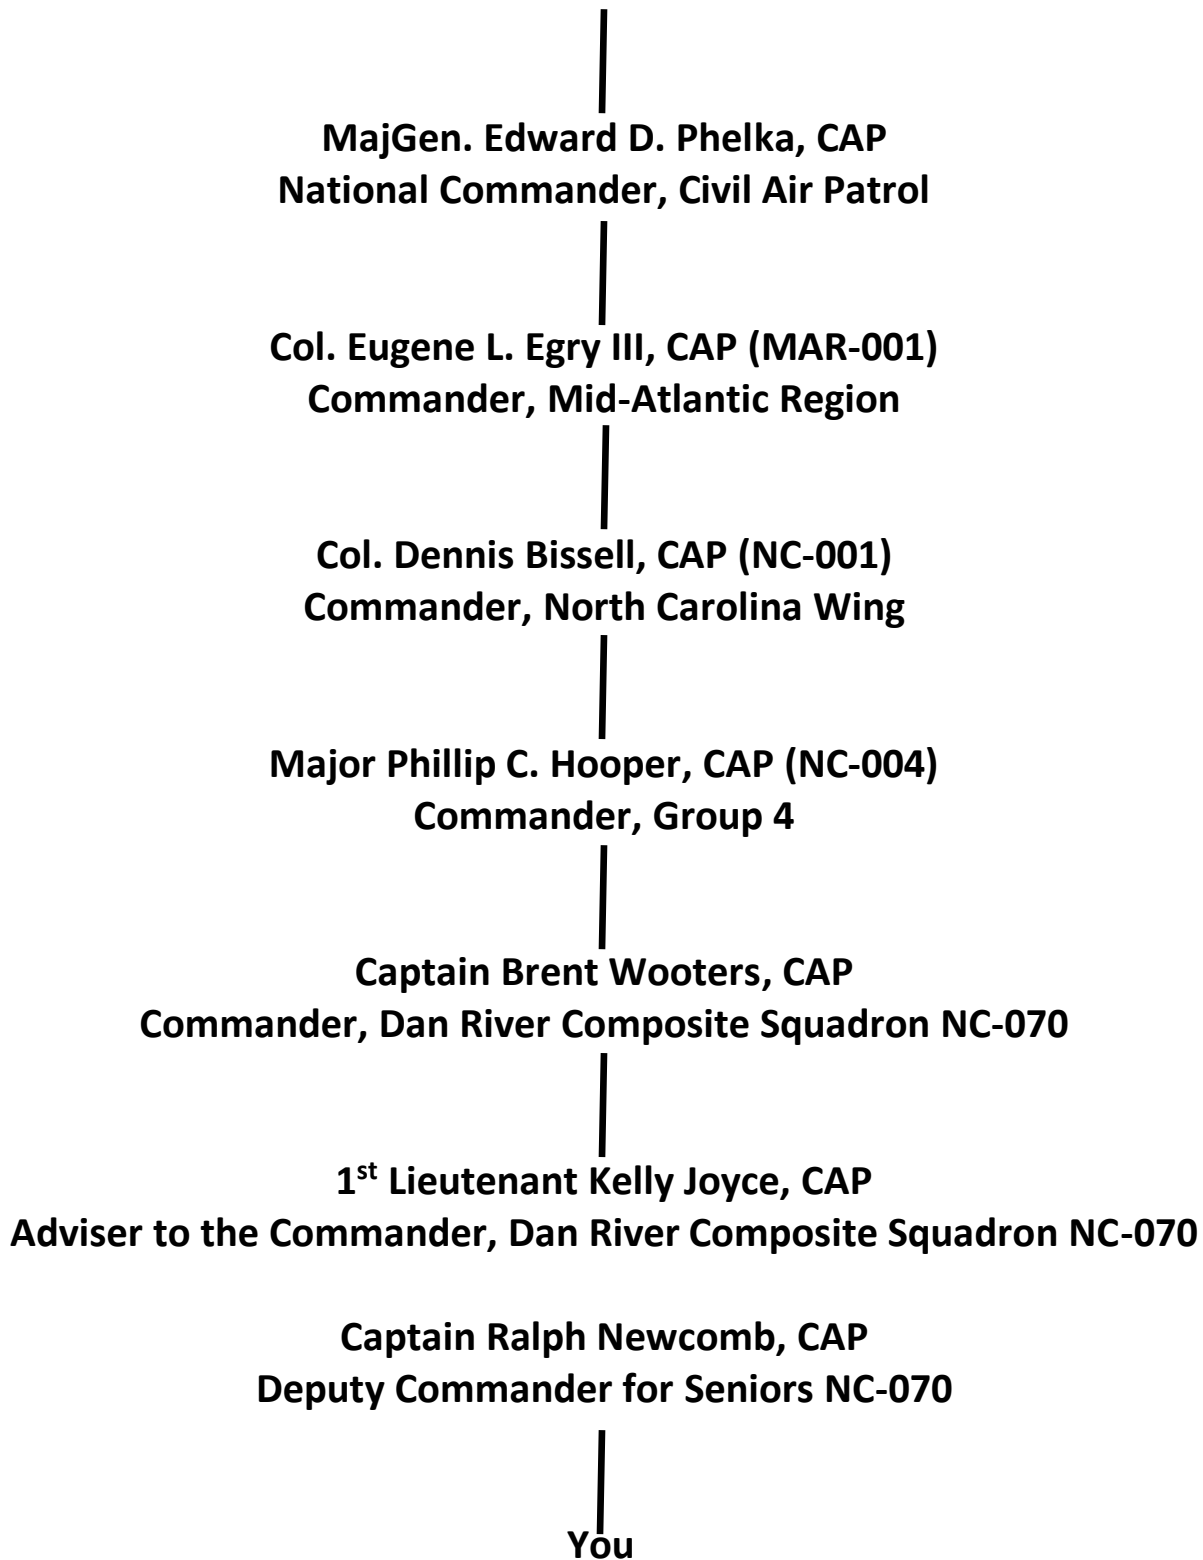 MajGen. Edward D. Phelka, CAP
National Commander, Civil Air Patrol
Col. Eugene L. Egry III, CAP (MAR-001)
Commander, Mid-Atlantic Region
Col. Dennis Bissell, CAP (NC-001)
Commander, North Carolina Wing
Major Phillip C. Hooper, CAP (NC-004)
Commander, Group 4
Captain Brent Wooters, CAP
Commander, Dan River Composite Squadron NC-070
1st Lieutenant Kelly Joyce, CAP
Adviser to the Commander, Dan River Composite Squadron NC-070
Captain Ralph Newcomb, CAP
Deputy Commander for Seniors NC-070
You